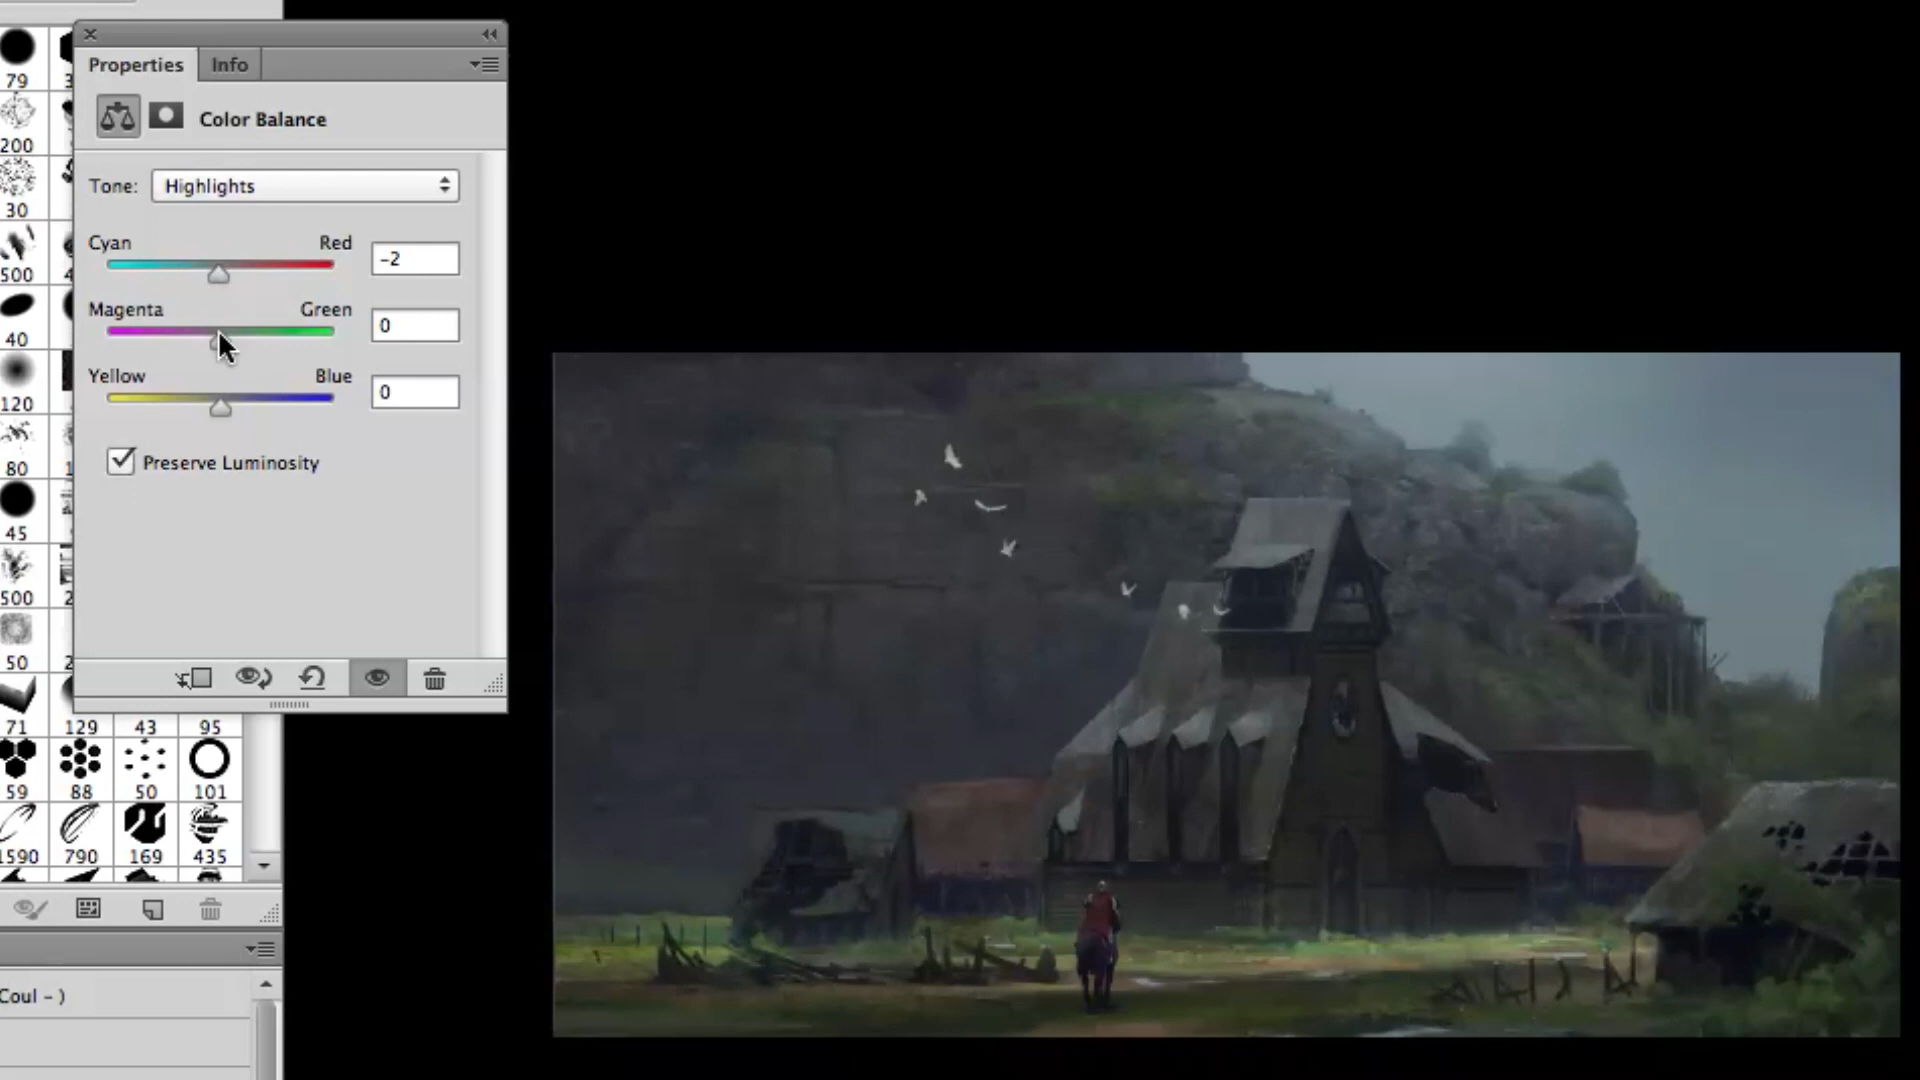 Properties Info
Color Balance
Tone: Highlights
Cyan Red
-2
Magenta Green
0
Yellow Blue
0
Preserve Luminosity
79
200
30
500
40
120
80
45
500
50
71 129 43 95
59 88 50 101
1590 790 169 435
Coul - )